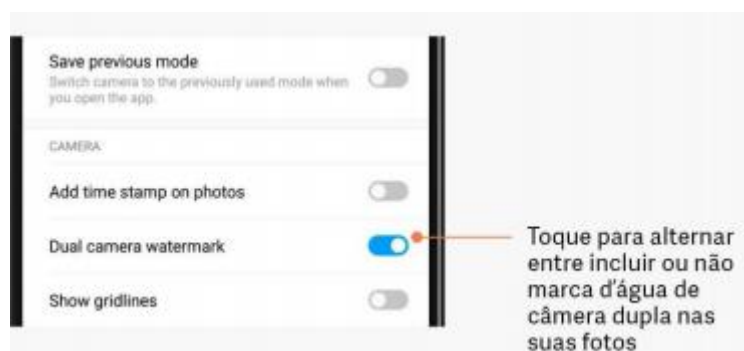 Save previous mode
Switch camera to the previously used mode when
you open the app.
CAMERA
Add time stamp on photos
Dual camera watermark
Show gridlines
Toque para alternar
entre incluir ou não
marca d'água de
câmera dupla nas
suas fotos